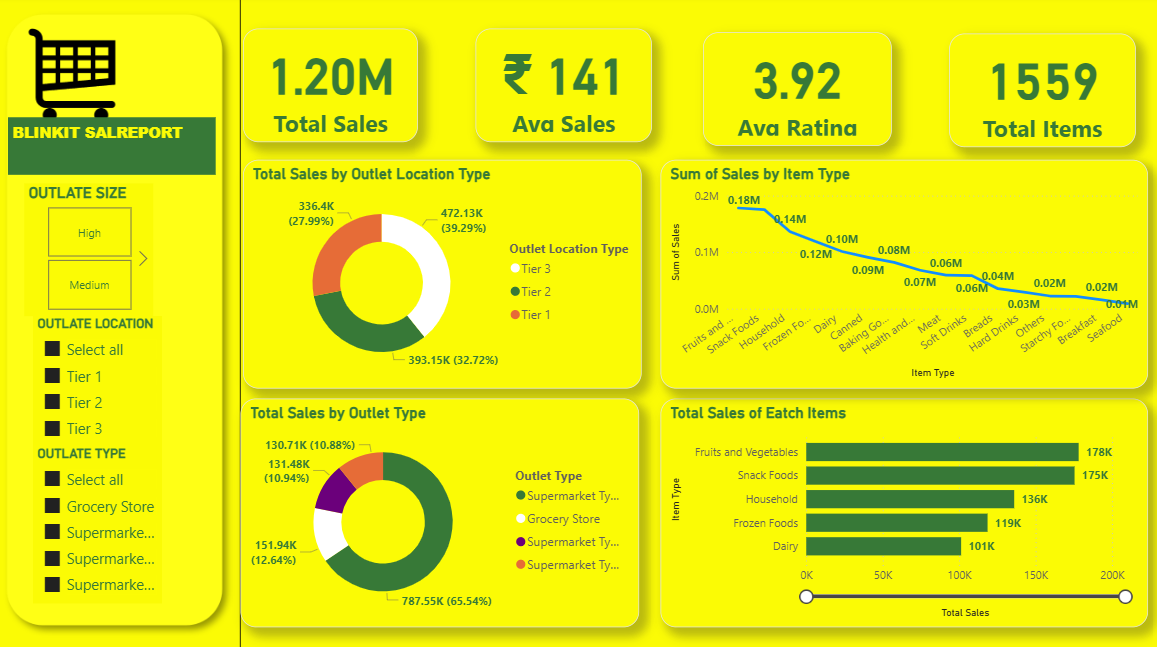 BLINKIT SALREPORT
OUTLATE SIZE
High
Medium
OUTLATE LOCATION
Select all
Tier 1
Tier 2
Tier 3
OUTLATE TYPE
Select all
Grocery Store
Supermarke...
Supermarke...
Supermarke...
1.20M
Total Sales
₹ 141
Avg Sales
3.92
Avg Rating
1559
Total Items
Total Sales by Outlet Location Type
336.4K
(27.99%)
472.13K
(39.29%)
393.15K (32.72%)
Outlet Location Type
Tier 3
Tier 2
Tier 1
Sum of Sales by Item Type
Sum of Sales
0.2M
0.1M
0.0M
0.18M
0.14M
0.12M
0.10M
0.09M
0.08M
0.07M
0.06M
0.06M
0.04M
0.03M
0.02M
0.02M
0.01M
Fruits and ...
Snack Foods
Household
Frozen Fo...
Dairy
Canned
Baking Go...
Health and...
Meat
Soft Drinks
Breads
Hard Drinks
Others
Starchy Fo...
Breakfast
Seafood
Item Type
Total Sales by Outlet Type
130.71K (10.88%)
131.48K
(10.94%)
151.94K
(12.64%)
787.55K (65.54%)
Outlet Type
Supermarket Ty...
Grocery Store
Supermarket Ty...
Supermarket Ty...
Total Sales of Eatch Items
Item Type
Fruits and Vegetables 178K
Snack Foods 175K
Household 136K
Frozen Foods 119K
Dairy 101K
0K 50K 100K 150K 200K
Total Sales